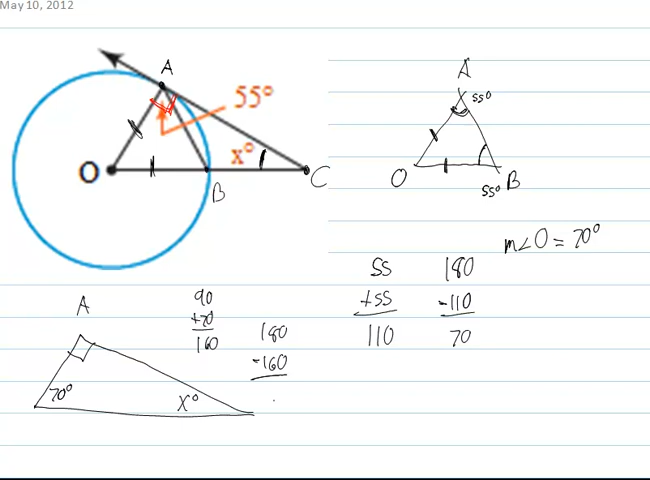 May 10, 2012
A
55°
O
x°
B
C
A
55°
O
55° B
m∠O = 70°
55
+55
110
180
-110
70
A
70°
x°
90
+70
160
180
-160